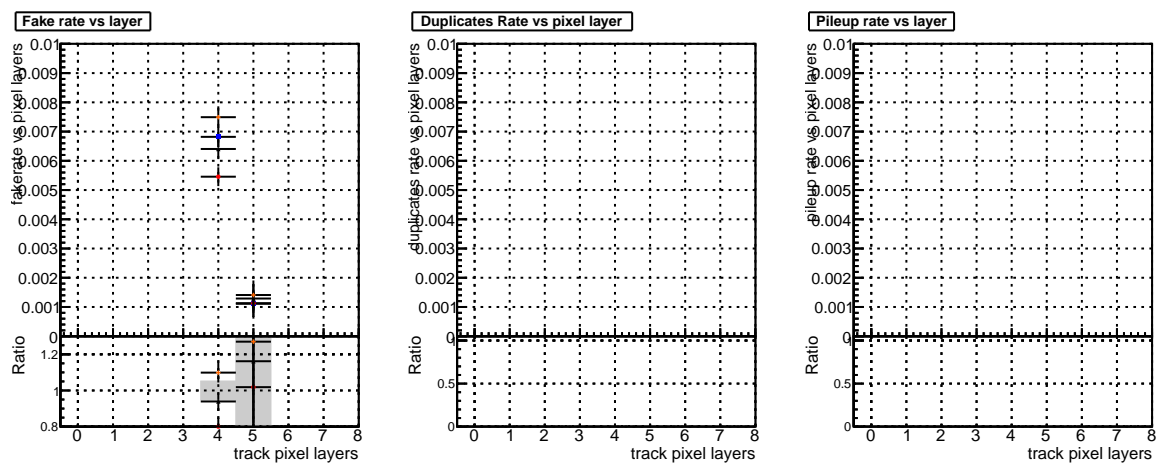 Fake rate vs layer
fakerate vs pixel layers
0.01
0.009
0.008
0.007
0.006
0.005
0.004
0.003
0.002
0.001
0
Ratio
1.2
1
0.8
0 1 2 3 4 5 6 7 8
track pixel layers
Duplicates Rate vs pixel layer
duplicates rate vs pixel layers
0.01
0.009
0.008
0.007
0.006
0.005
0.004
0.003
0.002
0.001
0
Ratio
1
0.5
0
0 1 2 3 4 5 6 7 8
track pixel layers
Pileup rate vs layer
pileup rate vs pixel layers
0.01
0.009
0.008
0.007
0.006
0.005
0.004
0.003
0.002
0.001
0
Ratio
1
0.5
0
0 1 2 3 4 5 6 7 8
track pixel layers